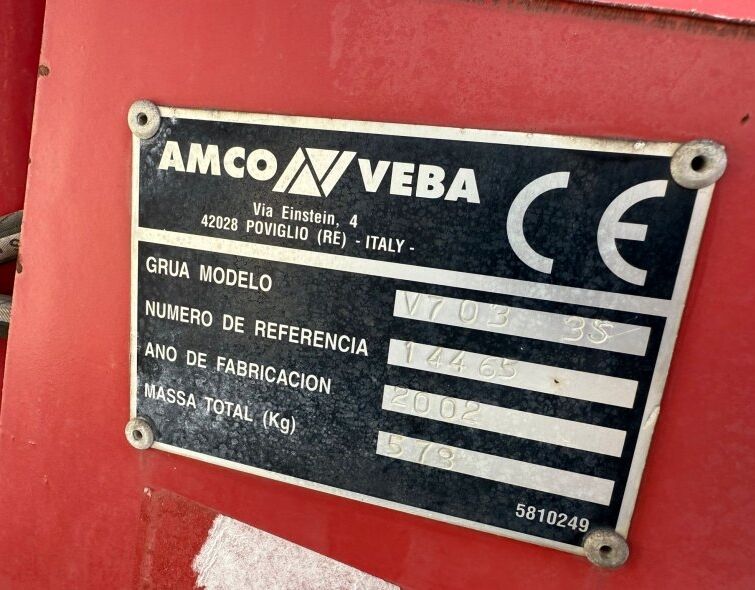 AMCO VEBA
Via Einstein, 4
42028 POVIGLIO (RE) - ITALY -
CE
GRUA MODELO V703 3S
NUMERO DE REFERENCIA 14465
ANO DE FABRICACION 2002
MASSA TOTAL (Kg) 578
5810249